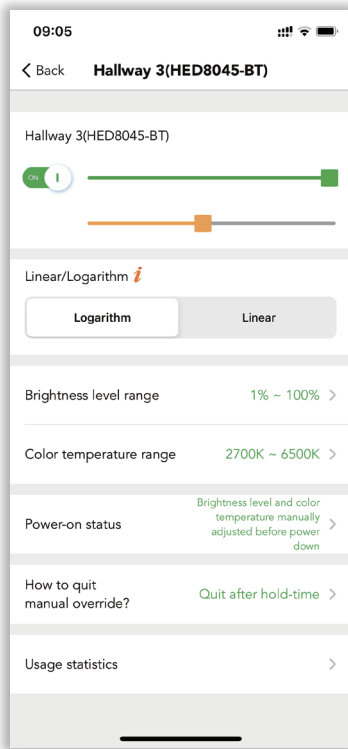 09:05
Back Hallway 3(HED8045-BT)
Hallway 3(HED8045-BT)
ON
Linear/Logarithm i
Logarithm Linear
Brightness level range 1% ~ 100%
Color temperature range 2700K ~ 6500K
Power-on status
Brightness level and color
temperature manually
adjusted before power
down
How to quit
manual override?
Quit after hold-time
Usage statistics